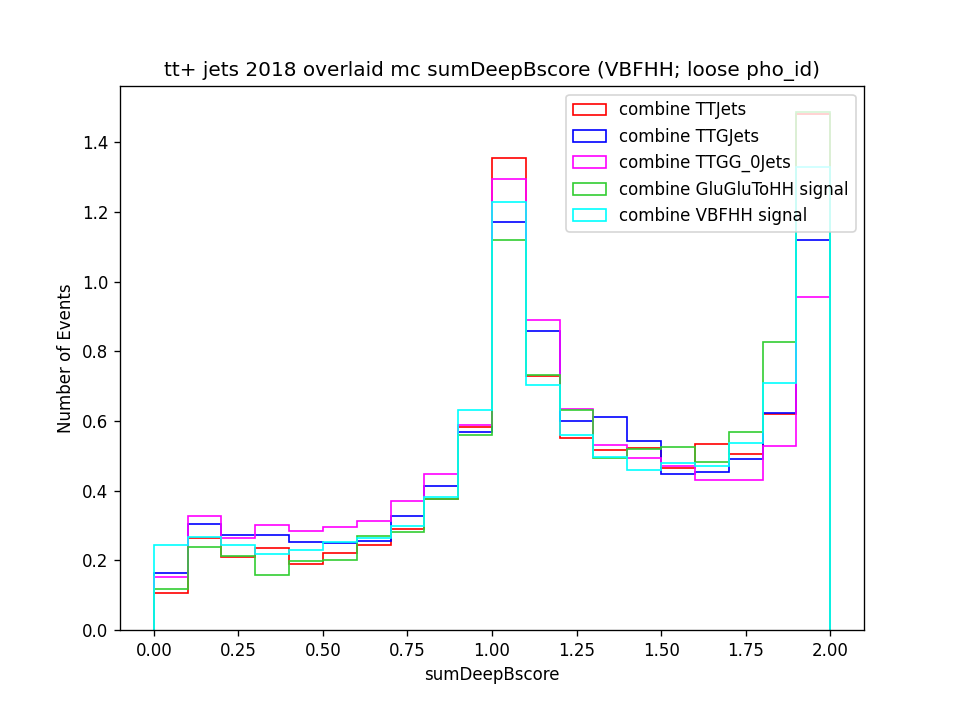 tt+ jets 2018 overlaid mc sumDeepBscore (VBFHH; loose pho_id)
combine TTJets
combine TTGJets
combine TTGG_0Jets
combine GluGluToHH signal
combine VBFHH signal
Number of Events
1.4
1.2
1.0
0.8
0.6
0.4
0.2
0.0
0.00 0.25 0.50 0.75 1.00 1.25 1.50 1.75 2.00
sumDeepBscore